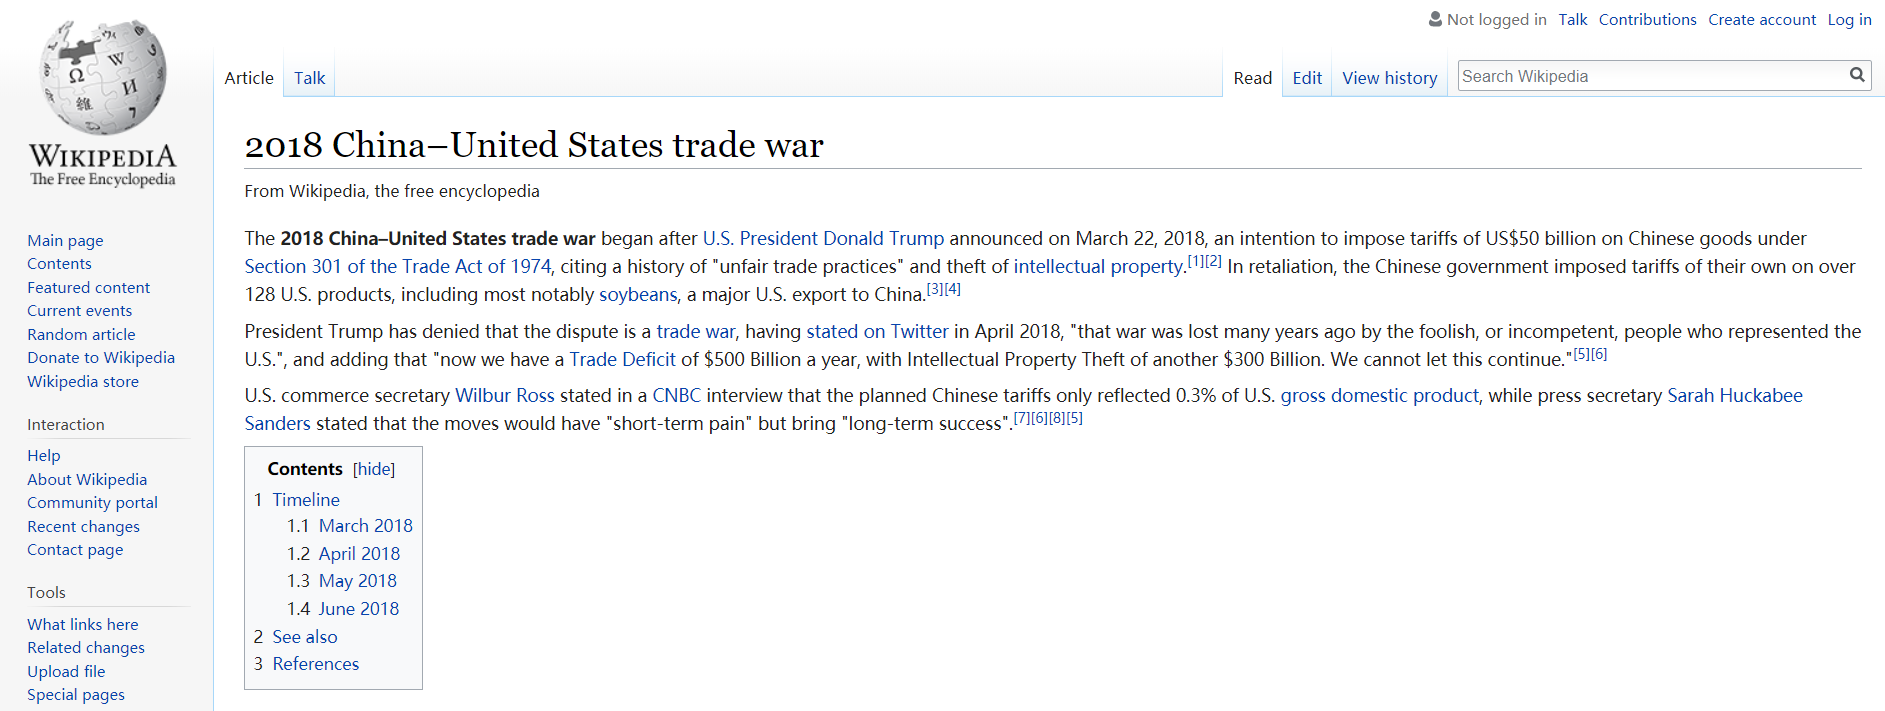 Not logged in Talk Contributions Create account Log in
Article Talk Read Edit View history Search Wikipedia
WIKIPEDIA
The Free Encyclopedia
Main page
Contents
Featured content
Current events
Random article
Donate to Wikipedia
Wikipedia store
Interaction
Help
About Wikipedia
Community portal
Recent changes
Contact page
Tools
What links here
Related changes
Upload file
Special pages
2018 China–United States trade war
From Wikipedia, the free encyclopedia
The 2018 China–United States trade war began after U.S. President Donald Trump announced on March 22, 2018, an intention to impose tariffs of US$50 billion on Chinese goods under
Section 301 of the Trade Act of 1974, citing a history of "unfair trade practices" and theft of intellectual property.[1][2] In retaliation, the Chinese government imposed tariffs of their own on over
128 U.S. products, including most notably soybeans, a major U.S. export to China.[3][4]
President Trump has denied that the dispute is a trade war, having stated on Twitter in April 2018, "that war was lost many years ago by the foolish, or incompetent, people who represented the
U.S.", and adding that "now we have a Trade Deficit of $500 Billion a year, with Intellectual Property Theft of another $300 Billion. We cannot let this continue."[5][6]
U.S. commerce secretary Wilbur Ross stated in a CNBC interview that the planned Chinese tariffs only reflected 0.3% of U.S. gross domestic product, while press secretary Sarah Huckabee
Sanders stated that the moves would have "short-term pain" but bring "long-term success".[7][6][8][5]
Contents [hide]
1 Timeline
1.1 March 2018
1.2 April 2018
1.3 May 2018
1.4 June 2018
2 See also
3 References